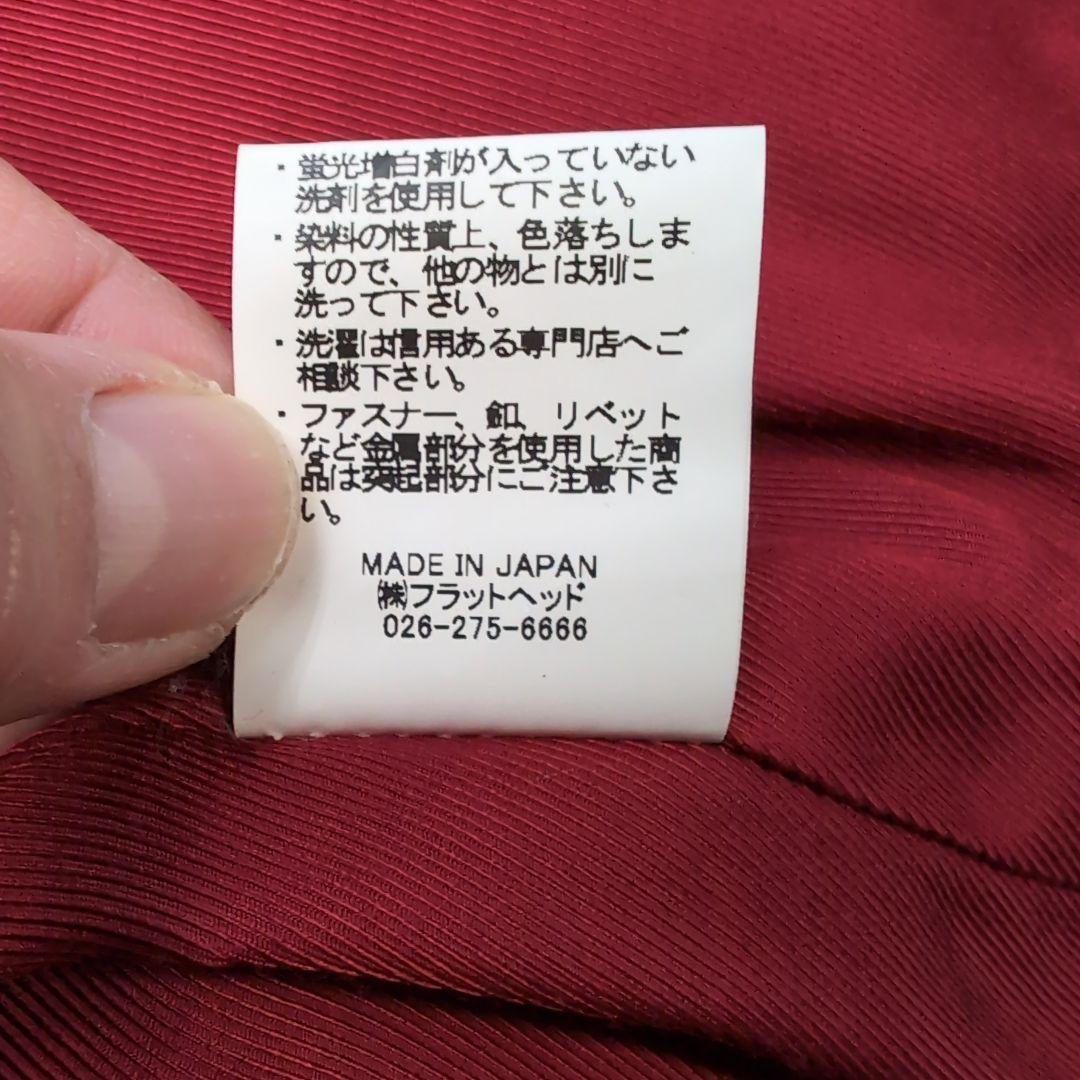 ・蛍光増白剤が入っていない
洗剤を使用して下さい。
・染料の性質上、色落ちしま
すので、他の物とは別に
洗って下さい。
・洗濯は信用ある専門店へご
相談下さい。
・ファスナー、釦、リベット
など金属部分を使用した商
品は突起部分にご注意下さ
い。
MADE IN JAPAN
㈱フラットヘッド
026-275-6666